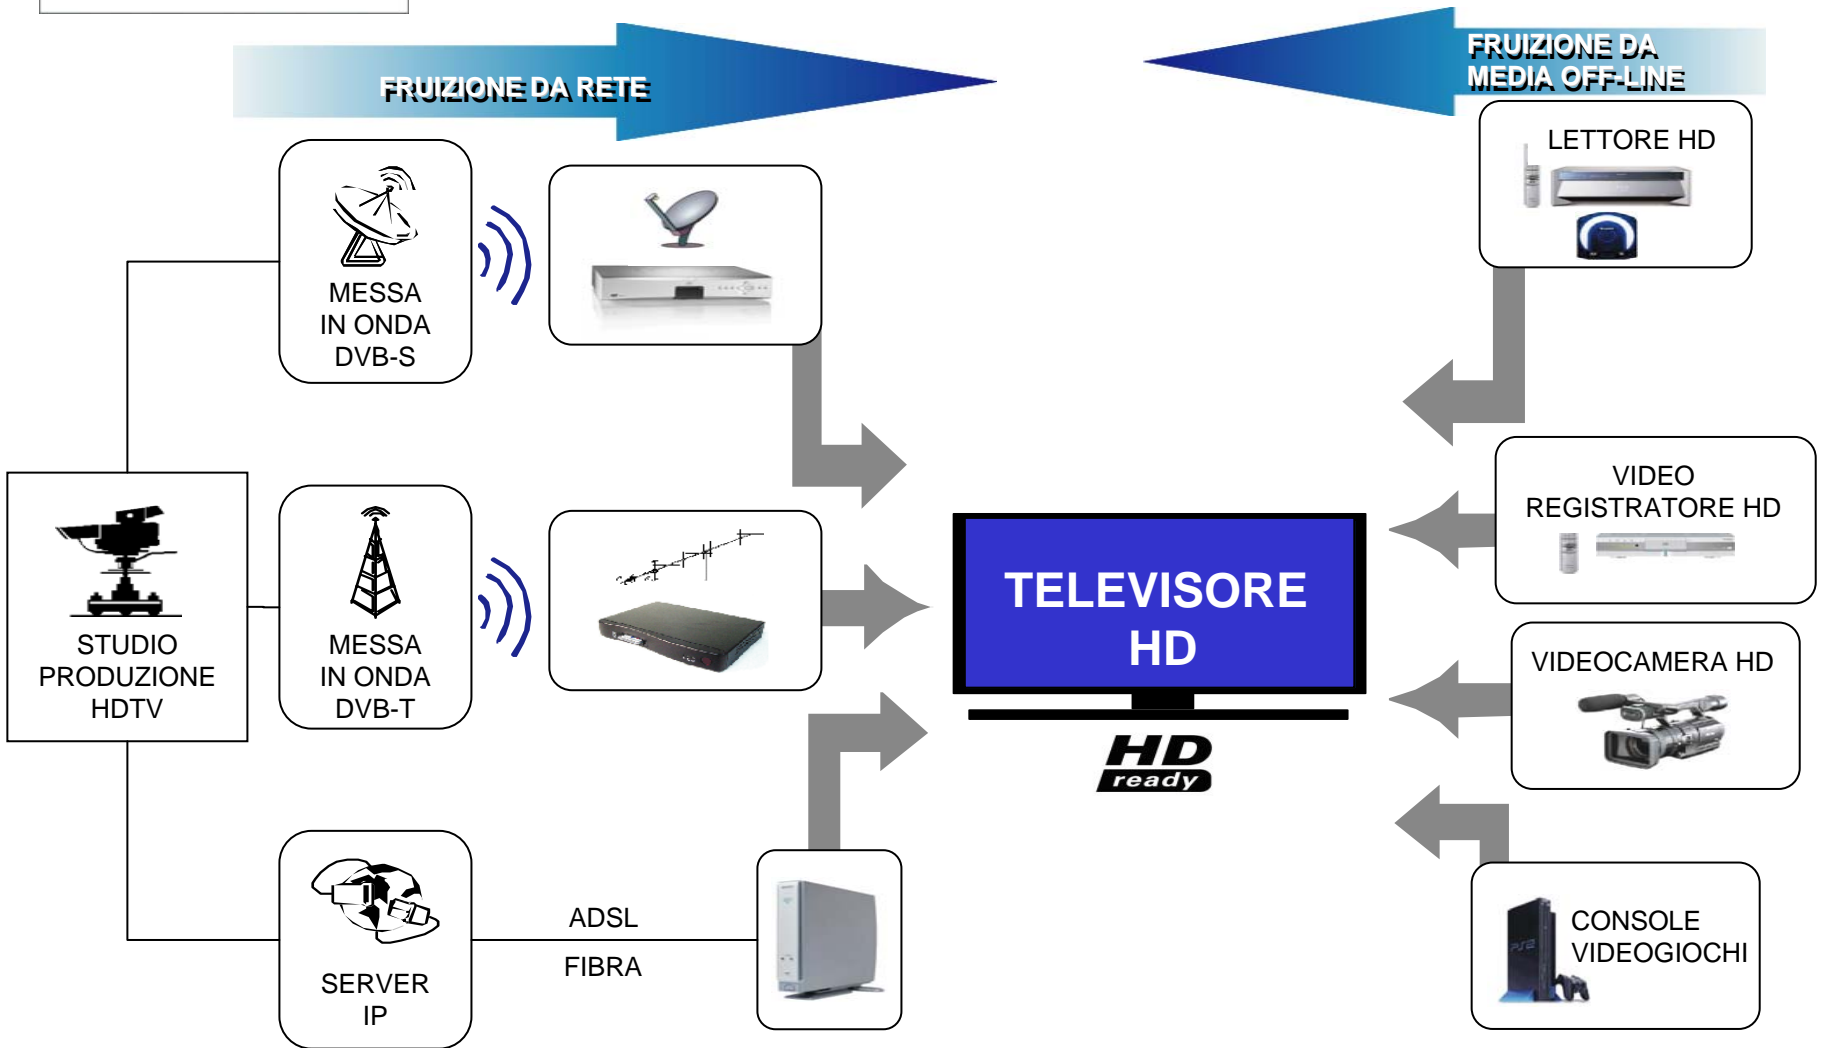 FRUIZIONE DA RETE
FRUIZIONE DA
MEDIA OFF-LINE
MESSA
IN ONDA
DVB-S
LETTORE HD
STUDIO
PRODUZIONE
HDTV
MESSA
IN ONDA
DVB-T
TELEVISORE
HD
HD
ready
VIDEO
REGISTRATORE HD
VIDEOCAMERA HD
SERVER
IP
ADSL
FIBRA
PS2
CONSOLE
VIDEOGIOCHI